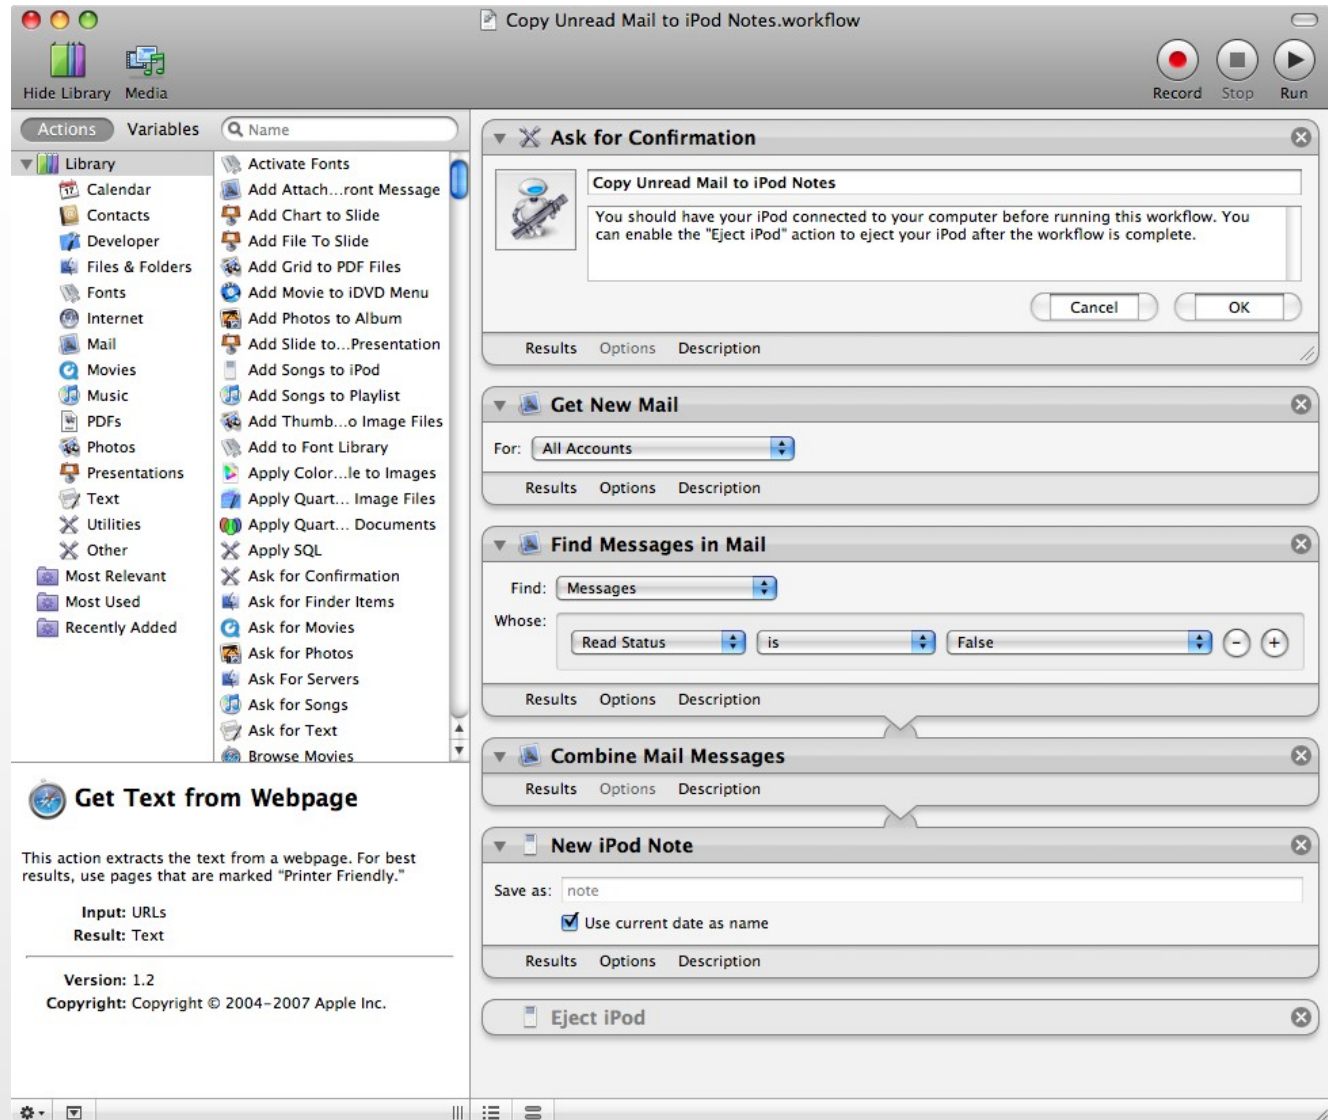 Copy Unread Mail to iPod Notes.workflow
Hide Library
Media
Record
Stop
Run
Actions
Variables
Name
Library
Calendar
Contacts
Developer
Files & Folders
Fonts
Internet
Mail
Movies
Music
PDFs
Photos
Presentations
Text
Utilities
Other
Most Relevant
Most Used
Recently Added
Activate Fonts
Add Attach...ront Message
Add Chart to Slide
Add File To Slide
Add Grid to PDF Files
Add Movie to iDVD Menu
Add Photos to Album
Add Slide to...Presentation
Add Songs to iPod
Add Songs to Playlist
Add Thumb...o Image Files
Add to Font Library
Apply Color...le to Images
Apply Quart... Image Files
Apply Quart... Documents
Apply SQL
Ask for Confirmation
Ask for Finder Items
Ask for Movies
Ask for Photos
Ask For Servers
Ask for Songs
Ask for Text
Browse Movies
Get Text from Webpage
This action extracts the text from a webpage. For best
results, use pages that are marked “Printer Friendly.”
Input: URLs
Result: Text
Version: 1.2
Copyright: Copyright © 2004–2007 Apple Inc.
Ask for Confirmation
Copy Unread Mail to iPod Notes
You should have your iPod connected to your computer before running this workflow. You
can enable the "Eject iPod" action to eject your iPod after the workflow is complete.
Cancel
OK
Results Options Description
Get New Mail
For: All Accounts
Results Options Description
Find Messages in Mail
Find: Messages
Whose:
Read Status is False
Results Options Description
Combine Mail Messages
Results Options Description
New iPod Note
Save as: note
Use current date as name
Results Options Description
Eject iPod